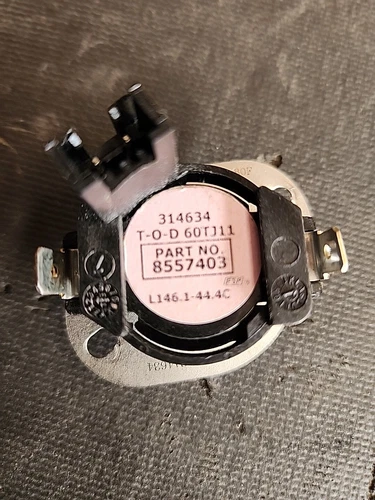 314634
T-O-D 60TJ11
PART NO.
8557403
L146.1-44.4C